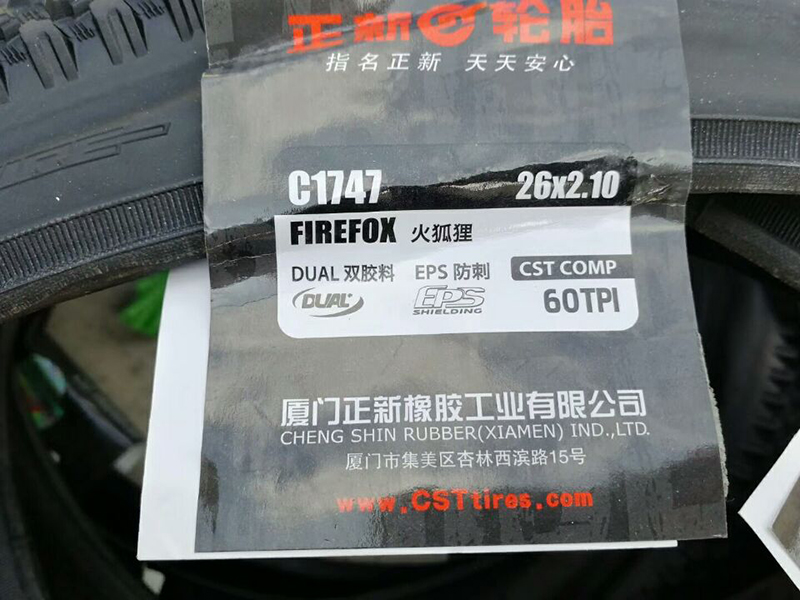 正新轮胎
指名正新 天天安心
C1747 26x2.10
FIREFOX 火狐狸
DUAL 双胶料 EPS 防刺 CST COMP
DUAL EPS SHIELDING 60TPI
厦门正新橡胶工业有限公司
CHENG SHIN RUBBER(XIAMEN) IND.,LTD.
厦门市集美区杏林西滨路15号
www.CSTtires.com